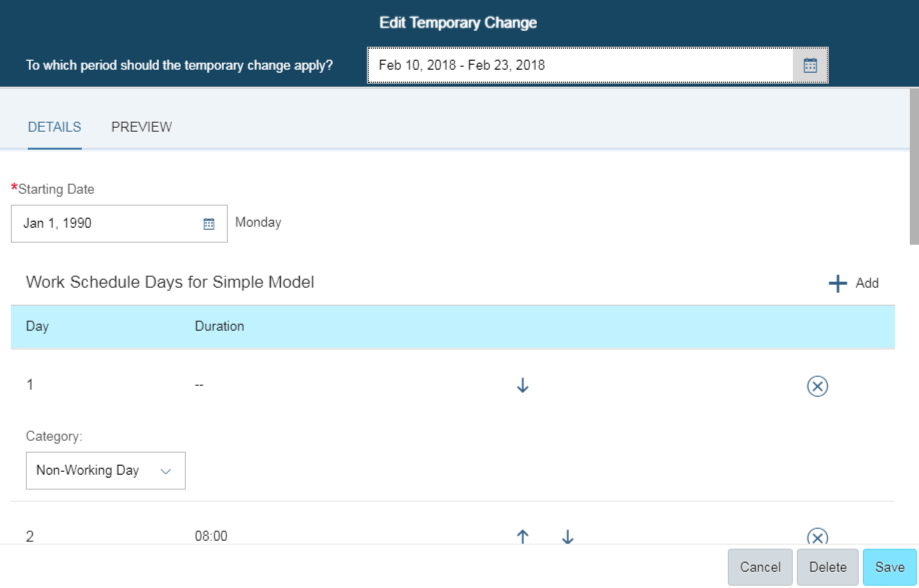 Edit Temporary Change
To which period should the temporary change apply? Feb 10, 2018 - Feb 23, 2018
DETAILS PREVIEW
*Starting Date
Jan 1, 1990 Monday
Work Schedule Days for Simple Model Add
Day Duration
1 --
Category:
Non-Working Day
2 08:00
Cancel Delete Save